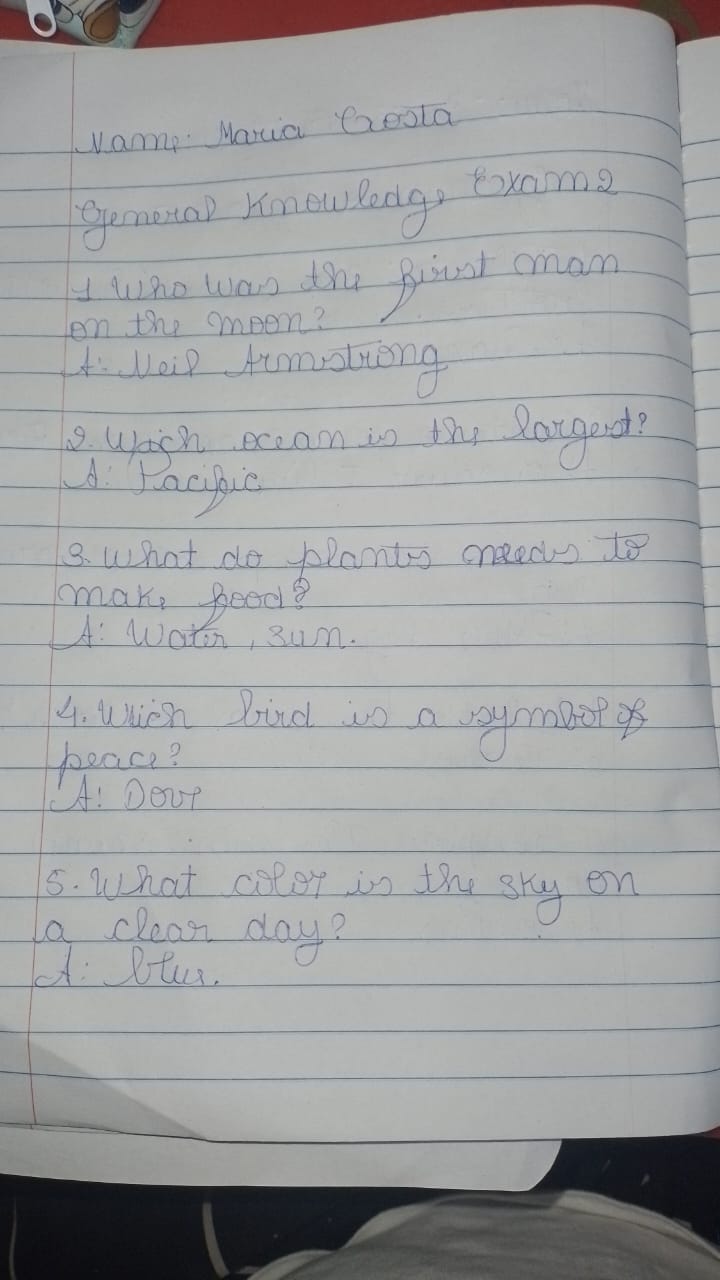 Name: Maria Costa
General Knowledge Exam 2
1 Who was the first man
on the moon?
A: Neil Armstrong
2. Which ocean is the largest?
A: Pacific
3. What do plants needs to
make food?
A: Water, sun.
4. Which bird is a symbol of
peace?
A: Dove
5. What color is the sky on
a clear day?
A: blue.